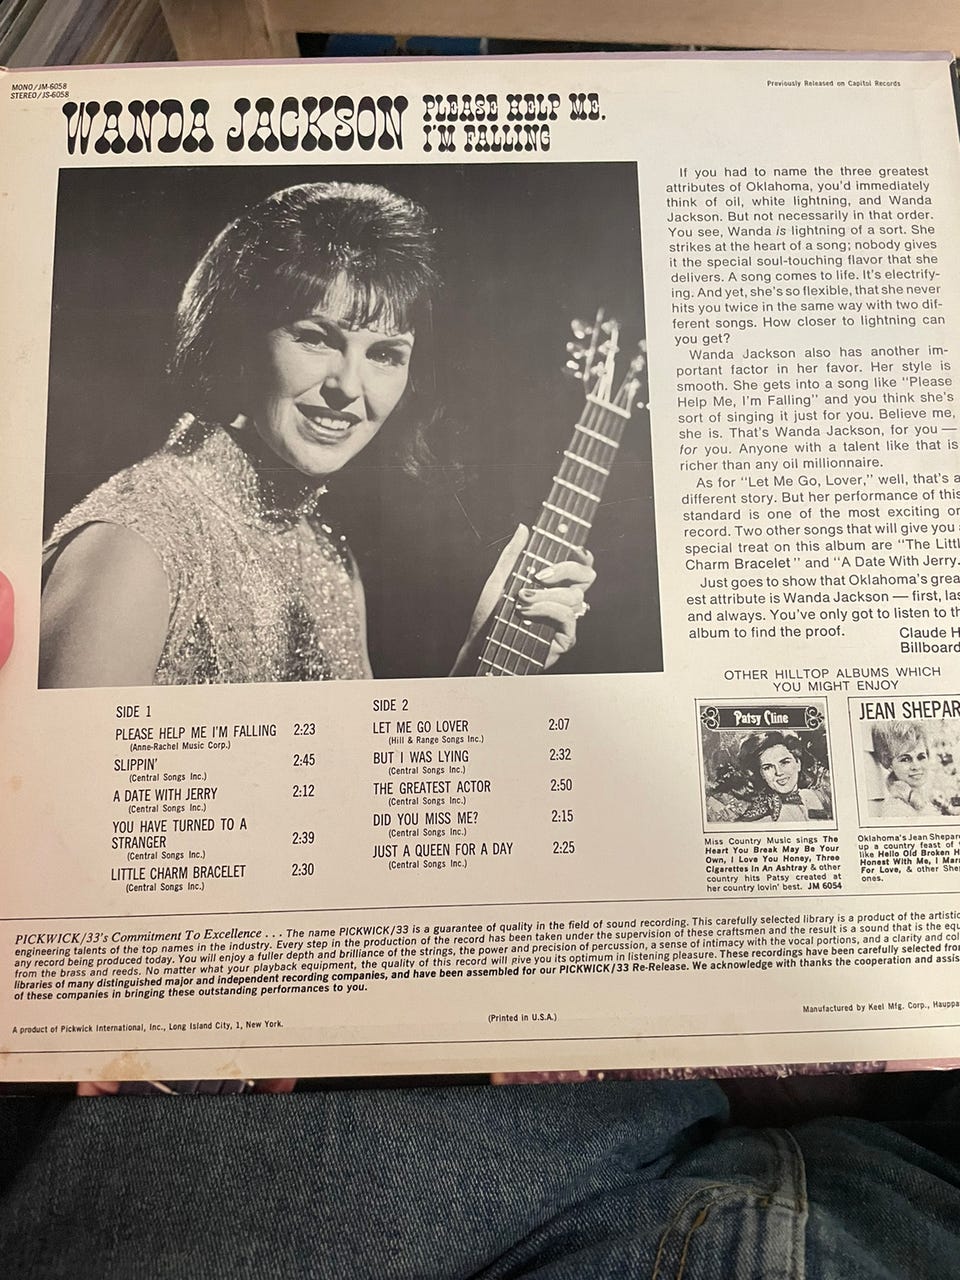 MONO/JM-6058
STEREO/JS-6058
Previously Released on Capitol Records
WANDA JACKSON PLEASE HELP ME,
I'M FALLING
If you had to name the three greatest
attributes of Oklahoma, you'd immediately
think of oil, white lightning, and Wanda
Jackson. But not necessarily in that order.
You see, Wanda is lightning of a sort. She
strikes at the heart of a song; nobody gives
it the special soul-touching flavor that she
delivers. A song comes to life. It's electrify-
ing. And yet, she's so flexible, that she never
hits you twice in the same way with two dif-
ferent songs. How closer to lightning can
you get?
Wanda Jackson also has another im-
portant factor in her favor. Her style is
smooth. She gets into a song like "Please
Help Me, I'm Falling" and you think she's
sort of singing it just for you. Believe me,
she is. That's Wanda Jackson, for you —
for you. Anyone with a talent like that is
richer than any oil millionnaire.
As for "Let Me Go, Lover," well, that's a
different story. But her performance of this
standard is one of the most exciting on
record. Two other songs that will give you
special treat on this album are "The Littl
Charm Bracelet" and "A Date With Jerry.
Just goes to show that Oklahoma's grea
est attribute is Wanda Jackson — first, las
and always. You've only got to listen to th
album to find the proof.
Claude H
Billboard
SIDE 1
PLEASE HELP ME I'M FALLING 2:23
(Anne-Rachel Music Corp.)
SLIPPIN' 2:45
(Central Songs Inc.)
A DATE WITH JERRY 2:12
(Central Songs Inc.)
YOU HAVE TURNED TO A
STRANGER 2:39
(Central Songs Inc.)
LITTLE CHARM BRACELET 2:30
(Central Songs Inc.)
SIDE 2
LET ME GO LOVER 2:07
(Hill & Range Songs Inc.)
BUT I WAS LYING 2:32
(Central Songs Inc.)
THE GREATEST ACTOR 2:50
(Central Songs Inc.)
DID YOU MISS ME? 2:15
(Central Songs Inc.)
JUST A QUEEN FOR A DAY 2:25
(Central Songs Inc.)
OTHER HILLTOP ALBUMS WHICH
YOU MIGHT ENJOY
Patsy Cline
JEAN SHEPAR
Miss Country Music sings The
Heart You Break May Be Your
Own, I Love You Honey, Three
Cigarettes In An Ashtray & other
country hits Patsy created at
her country lovin' best. JM 6054
Oklahoma's Jean Shepar
up a country feast of
like Hello Old Broken H
Honest With Me, I Mar
For Love, & other She
ones.
PICKWICK/33's Commitment To Excellence . . . The name PICKWICK/33 is a guarantee of quality in the field of sound recording. This carefully selected library is a product of the artistic
engineering talents of the top names in the industry. Every step in the production of the record has been taken under the supervision of these craftsmen and the result is a sound that is the equ
any record being produced today. You will enjoy a fuller depth and brilliance of the strings, the power and precision of percussion, a sense of intimacy with the vocal portions, and a clarity and col
from the brass and reeds. No matter what your playback equipment, the quality of this record will give you its optimum in listening pleasure. These recordings have been carefully selected from
libraries of many distinguished major and independent recording companies, and have been assembled for our PICKWICK/33 Re-Release. We acknowledge with thanks the cooperation and assis
of these companies in bringing these outstanding performances to you.
A product of Pickwick International, Inc., Long Island City, 1, New York.
(Printed in U.S.A.)
Manufactured by Keel Mfg. Corp., Hauppa